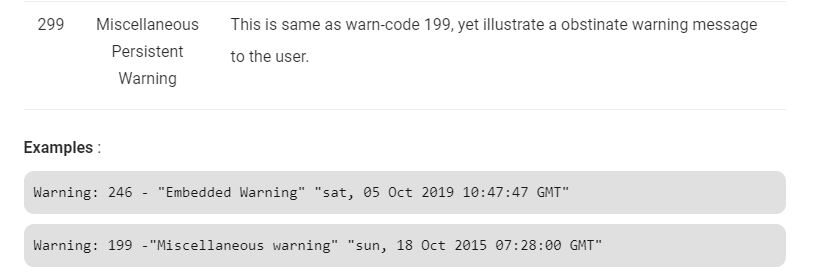 299 Miscellaneous This is same as warn-code 199, yet illustrate a obstinate warning message
Persistent to the user.
Warning
Examples :
Warning: 246 - "Embedded Warning" "sat, 05 Oct 2019 10:47:47 GMT"
Warning: 199 -"Miscellaneous warning" "sun, 18 Oct 2015 07:28:00 GMT"